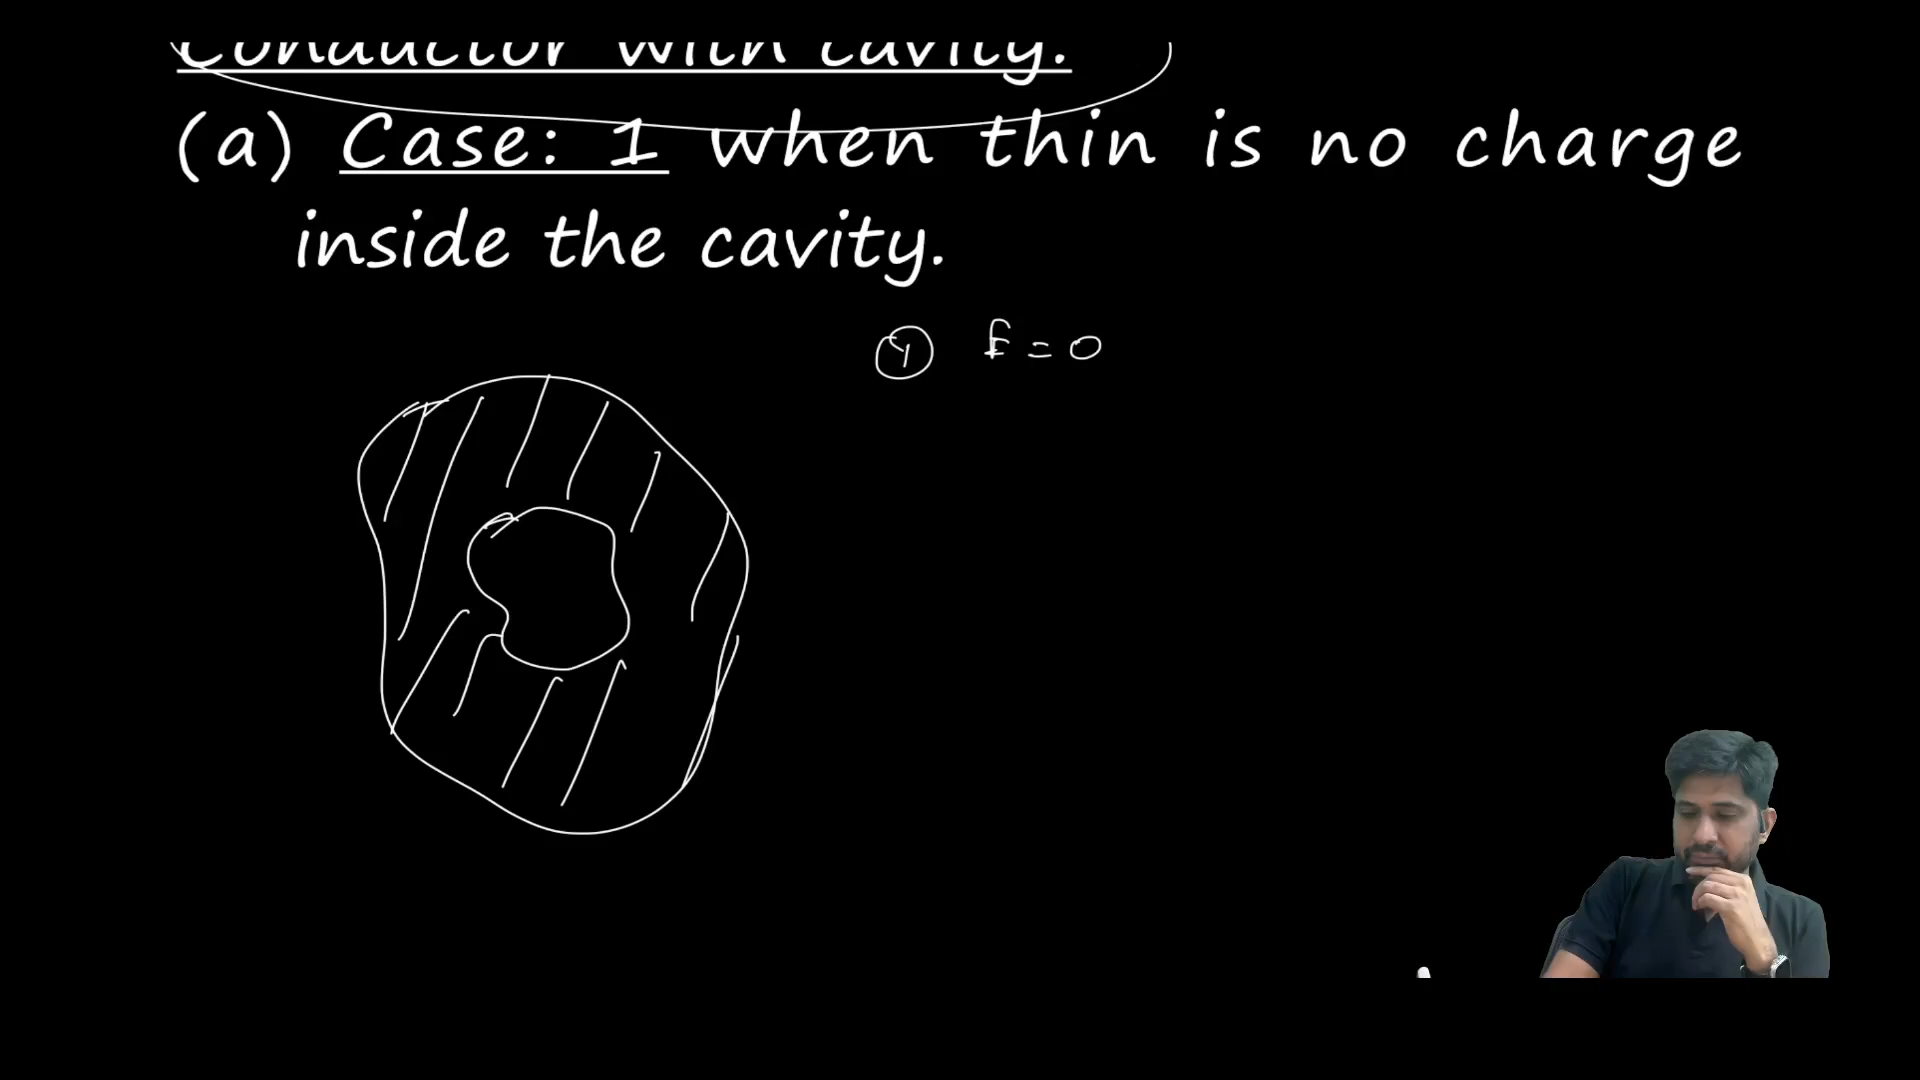 Conductor with cavity.
(a) Case: 1 when thin is no charge
inside the cavity.
① E = 0